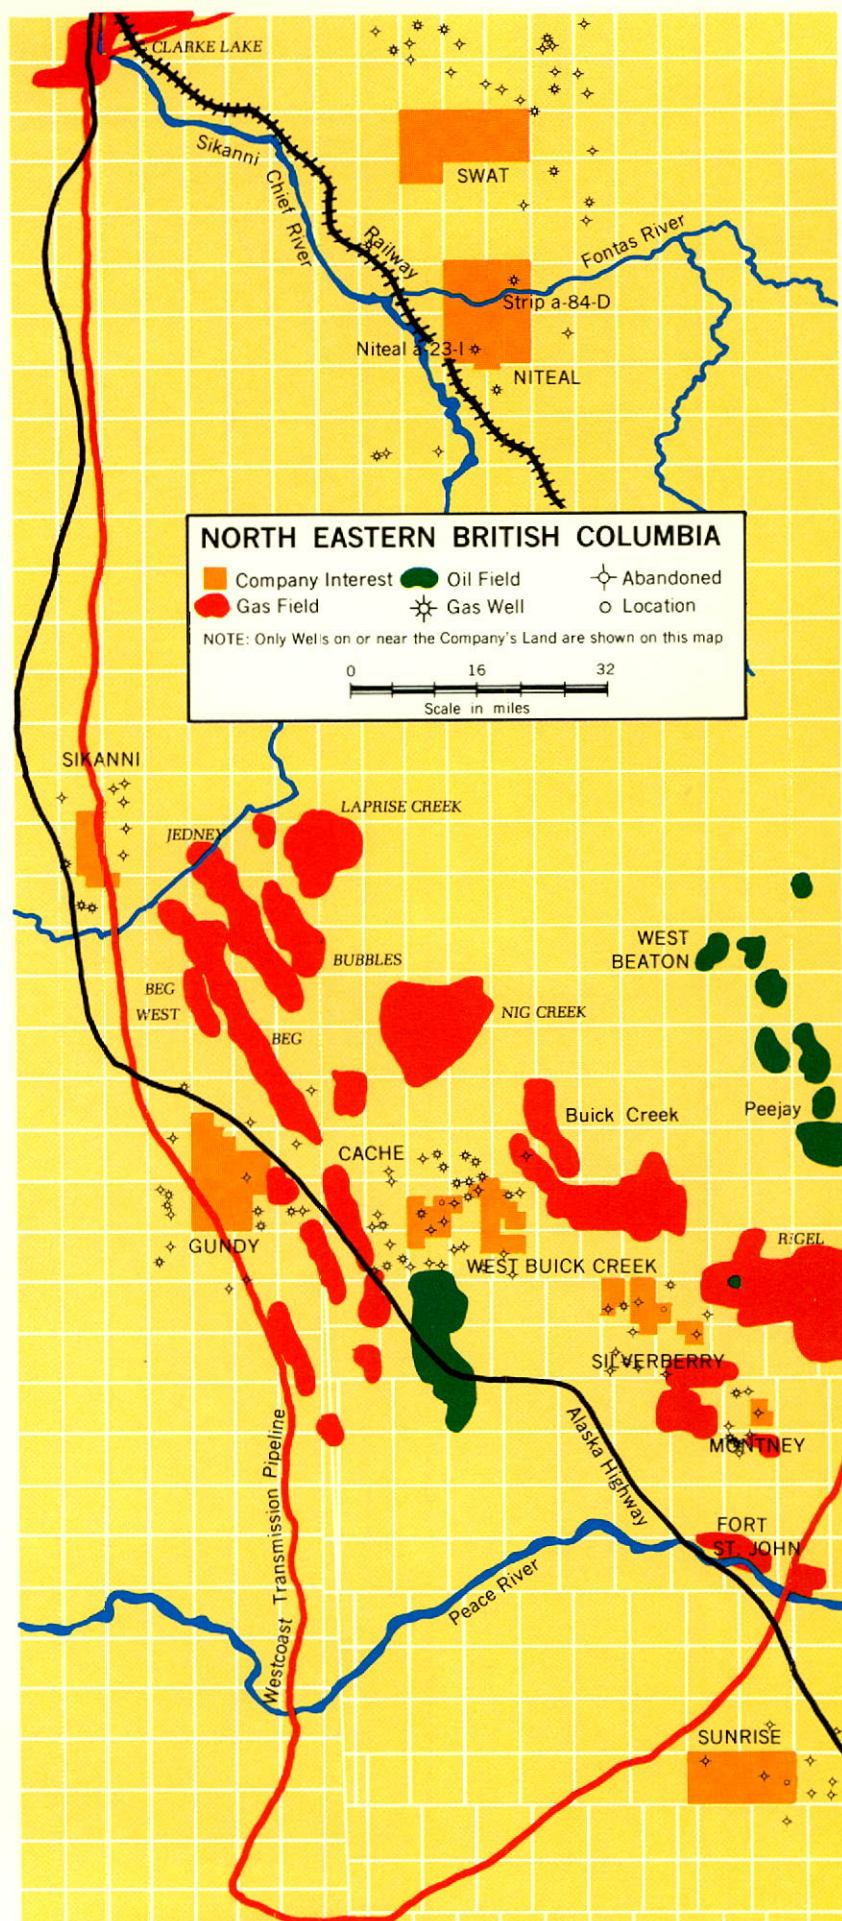 CLARKE LAKE
Sikanni Chief River
SWAT
Railway
Fontas River
Strip a-84-D
Niteal a-23-I
NITEAL
NORTH EASTERN BRITISH COLUMBIA
Company Interest
Oil Field
Abandoned
Gas Field
Gas Well
Location
NOTE: Only Wells on or near the Company's Land are shown on this map
0 16 32
Scale in miles
SIKANNI
LAPRISE CREEK
JEDNEY
WEST
BEATON
BUBBLES
BEG
WEST
NIG CREEK
BEG
Buick Creek
Peejay
CACHE
GUNDY
RIGEL
WEST BUICK CREEK
SILVERBERRY
Alaska Highway
MONTNEY
Westcoast Transmission Pipeline
FORT
ST. JOHN
Peace River
SUNRISE